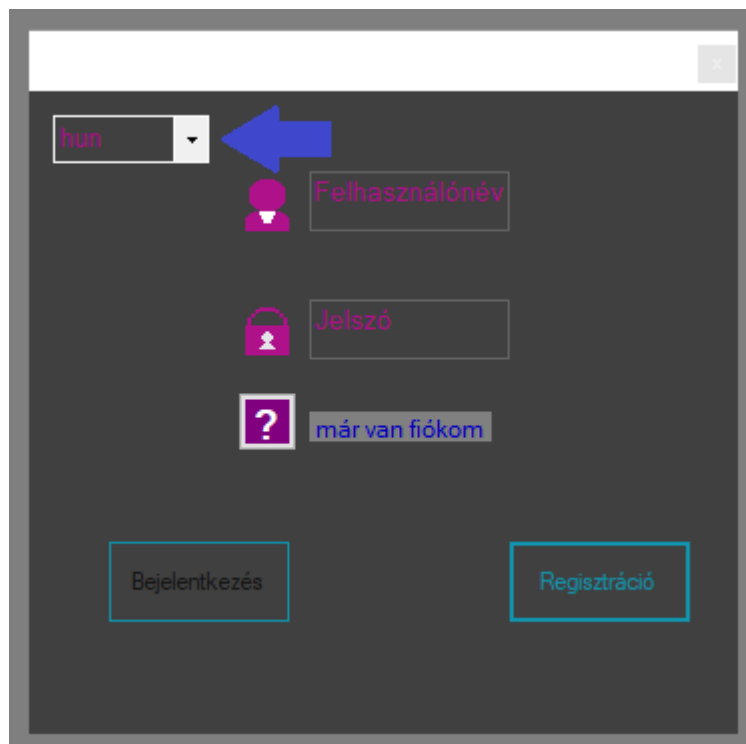 x
hun
Felhasználónév
Jelszó
?
már van fiókom
Bejelentkezés
Regisztráció